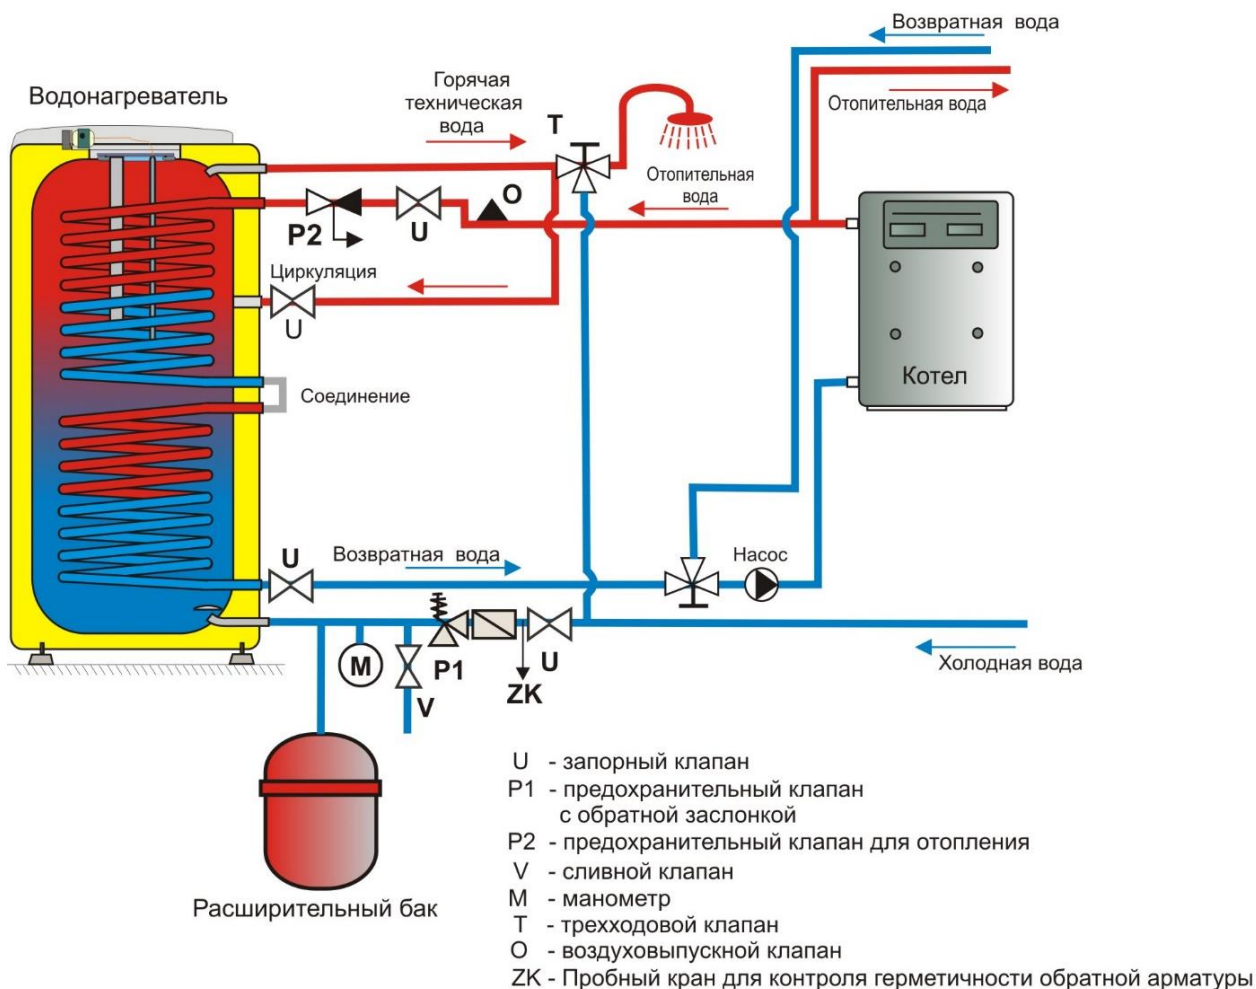 Возвратная вода
Отопительная вода
Водонагреватель
Горячая
техническая
вода
T
Отопительная
вода
O
P2
U
Циркуляция
U
Котел
Соединение
U
Возвратная вода
Насос
M
V
P1
ZK
U
Холодная вода
Расширительный бак
U - запорный клапан
P1 - предохранительный клапан
с обратной заслонкой
P2 - предохранительный клапан для отопления
V - сливной клапан
M - манометр
T - трехходовой клапан
O - воздуховыпускной клапан
ZK - Пробный кран для контроля герметичности обратной арматуры